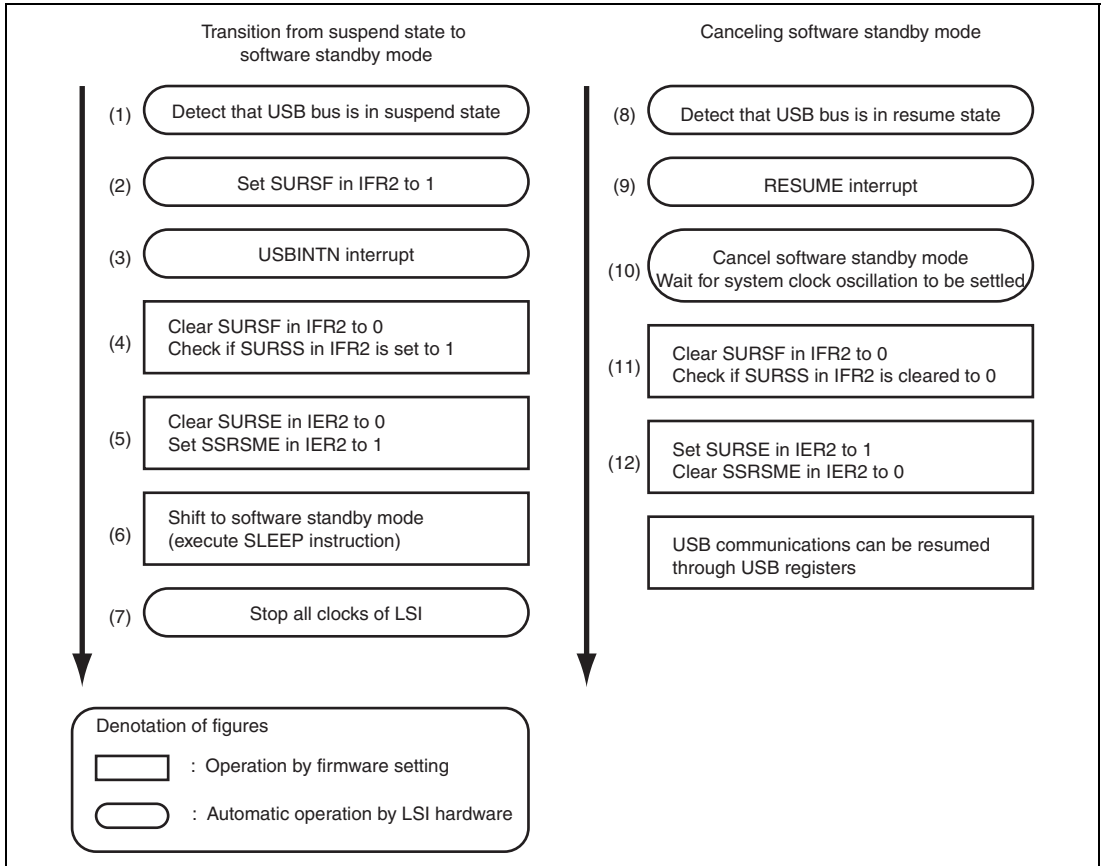 Transition from suspend state to
software standby mode
(1) Detect that USB bus is in suspend state
(2) Set SURSF in IFR2 to 1
(3) USBINTN interrupt
(4) Clear SURSF in IFR2 to 0
Check if SURSS in IFR2 is set to 1
(5) Clear SURSE in IER2 to 0
Set SSRSME in IER2 to 1
(6) Shift to software standby mode
(execute SLEEP instruction)
(7) Stop all clocks of LSI
Canceling software standby mode
(8) Detect that USB bus is in resume state
(9) RESUME interrupt
(10) Cancel software standby mode
Wait for system clock oscillation to be settled
(11) Clear SURSF in IFR2 to 0
Check if SURSS in IFR2 is cleared to 0
(12) Set SURSE in IER2 to 1
Clear SSRSME in IER2 to 0
USB communications can be resumed
through USB registers
Denotation of figures
: Operation by firmware setting
: Automatic operation by LSI hardware